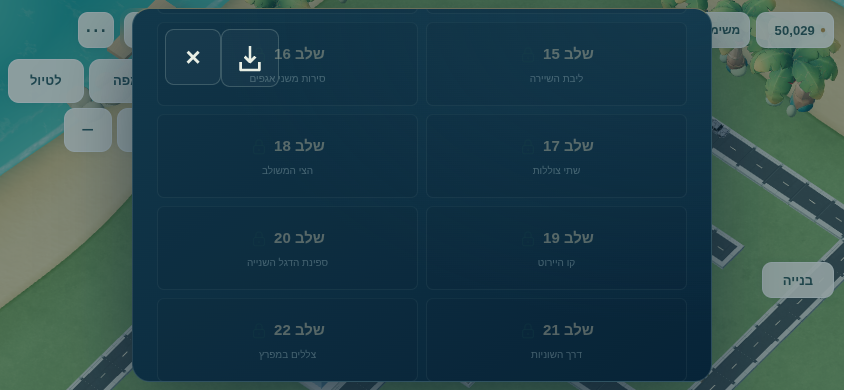 50,029
משימ
...
לטיול
מפה
–
בנייה
×
שלב 15
ליבת השיירה
שלב 16
סירות משני אגפים
שלב 17
שתי צוללות
שלב 18
הצי המשולב
שלב 19
קו היירוט
שלב 20
ספינת הדגל השנייה
שלב 21
דרך השוניות
שלב 22
צללים במפרץ